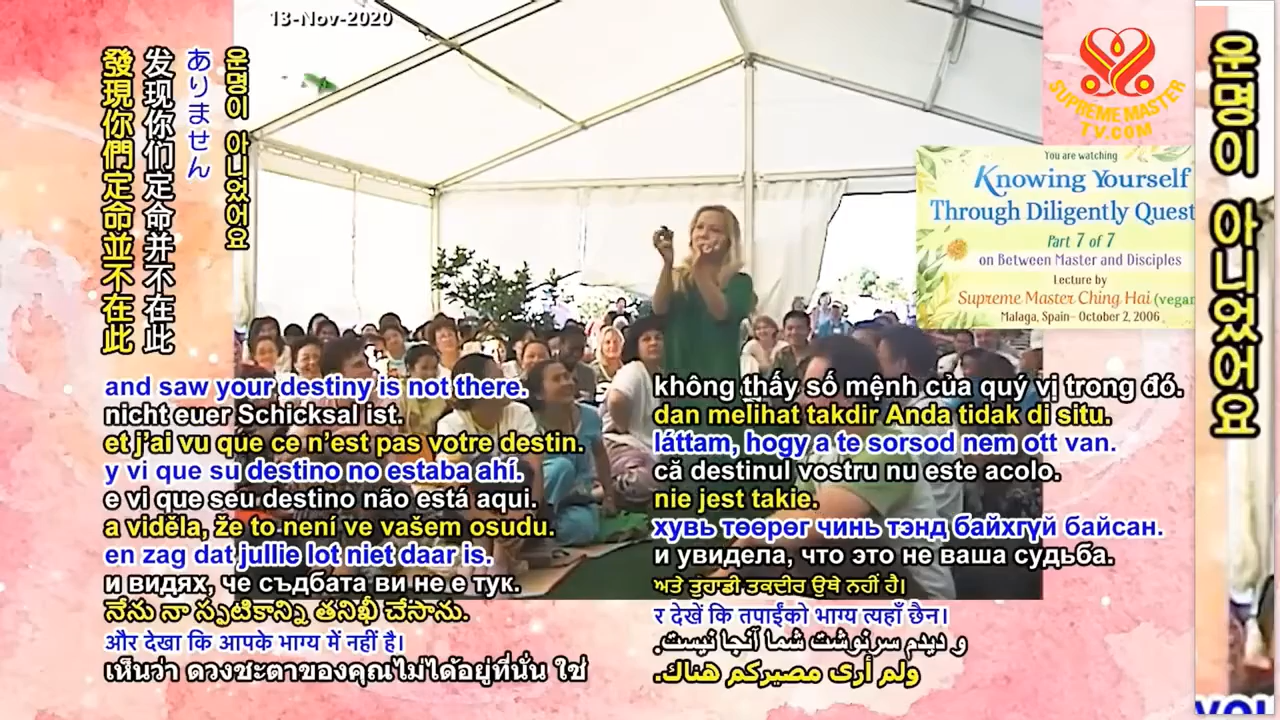 13-Nov-2020
SUPREME MASTER
TV.COM
You are watching
Knowing Yourself
Through Diligently Quest
Part 7 of 7
on Between Master and Disciples
Lecture by
Supreme Master Ching Hai (vegan
Malaga, Spain– October 2, 2006
운명이 아니었어요
ありません
发现你们定命并不在此
發現你們定命並不在此
and saw your destiny is not there.
nicht euer Schicksal ist.
et j'ai vu que ce n'est pas votre destin.
y vi que su destino no estaba ahí.
e vi que seu destino não está aqui.
a viděla, že to není ve vašem osudu.
en zag dat jullie lot niet daar is.
и видях, че съдбата ви не е тук.
నేను నా స్ఫటికాన్ని తనిఖీ చేసాను.
और देखा कि आपके भाग्य में नहीं है।
เห็นว่า ดวงชะตาของคุณไม่ได้อยู่ที่นั่น ใช่
không thấy số mệnh của quý vị trong đó.
dan melihat takdir Anda tidak di situ.
láttam, hogy a te sorsod nem ott van.
că destinul vostru nu este acolo.
nie jest takie.
хувь төөрөг чинь тэнд байхгүй байсан.
и увидела, что это не ваша судьба.
ਅਤੇ ਤੁਹਾਡੀ ਤਕਦੀਰ ਉਥੇ ਨਹੀਂ ਹੈ।
र देखें कि तपाईंको भाग्य त्यहाँ छैन।
و دیدم سرنوشت شما آنجا نیست.
ولم أرى مصيركم هناك.
운명이 아니었어요
you